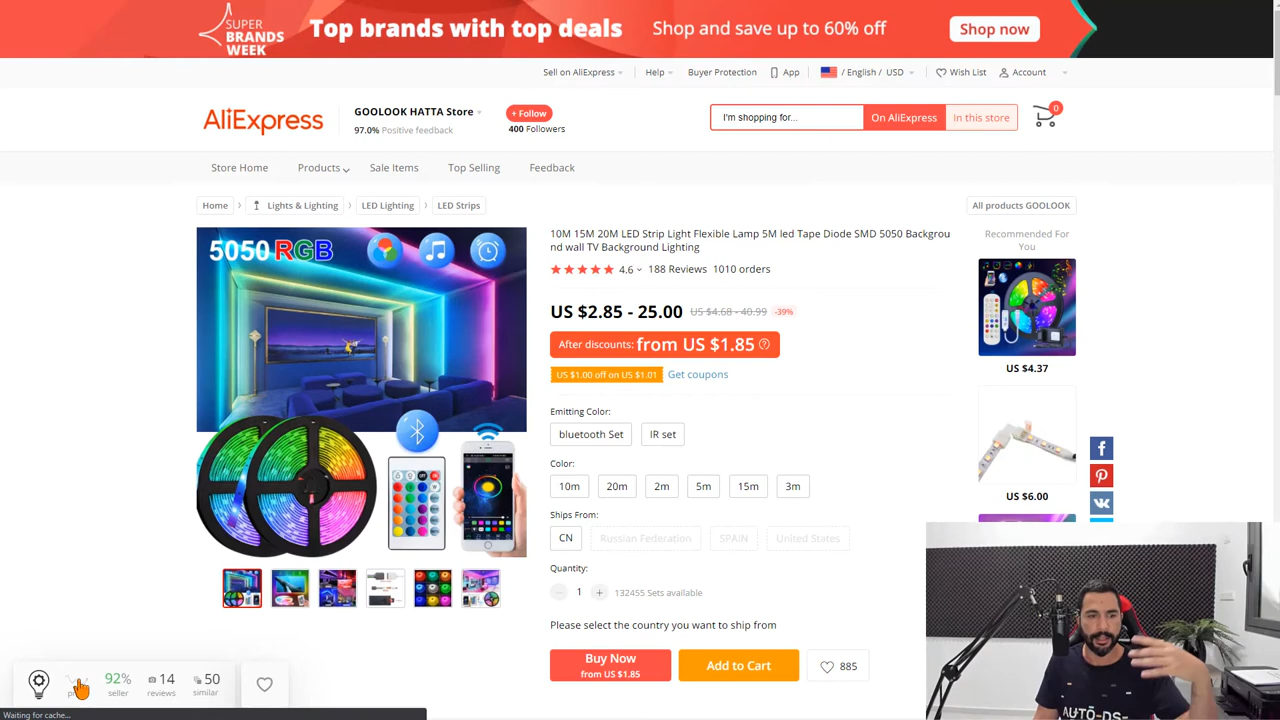 SUPER
BRANDS
WEEK
Top brands with top deals
Shop and save up to 60% off
Shop now
Sell on AliExpress
Help
Buyer Protection
App
/ English / USD
Wish List
Account
AliExpress
GOOLOOK HATTA Store
97.0% Positive feedback
+ Follow
400 Followers
I'm shopping for...
On AliExpress
In this store
0
Store Home
Products
Sale Items
Top Selling
Feedback
Home
Lights & Lighting
LED Lighting
LED Strips
All products GOOLOOK
5050 RGB
10M 15M 20M LED Strip Light Flexible Lamp 5M led Tape Diode SMD 5050 Backgrou
nd wall TV Background Lighting
4.6
188 Reviews
1010 orders
US $2.85 - 25.00
US $4.68 - 40.99
-39%
After discounts: from US $1.85
US $1.00 off on US $1.01
Get coupons
Emitting Color:
bluetooth Set
IR set
Color:
10m
20m
2m
5m
15m
3m
Ships From:
CN
Russian Federation
SPAIN
United States
Quantity:
1
132455 Sets available
Please select the country you want to ship from
Buy Now
from US $1.85
Add to Cart
885
Recommended For
You
US $4.37
US $6.00
92%
seller
14
reviews
50
similar
Waiting for cache...
AUTO-DS